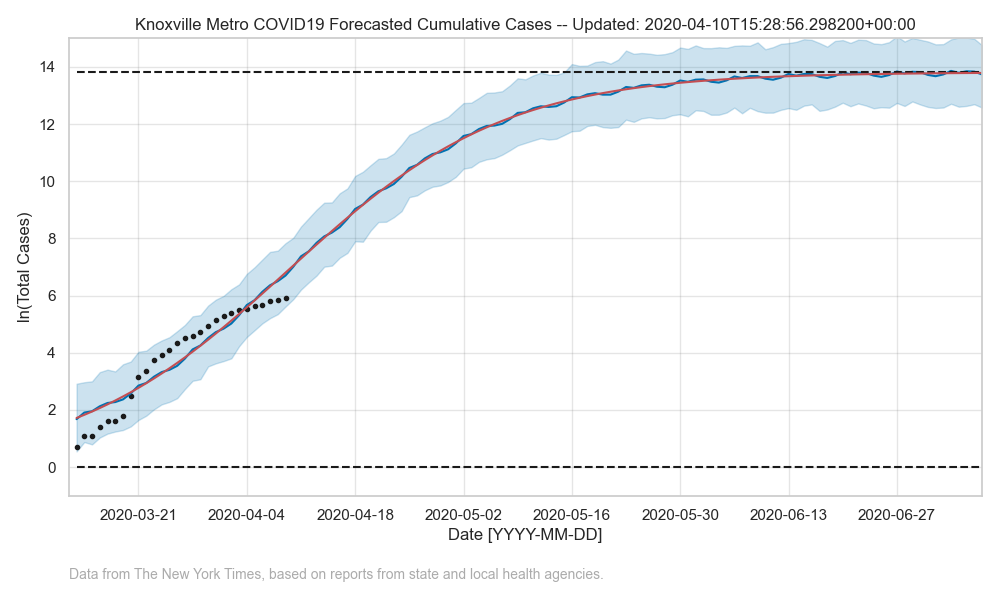 Knoxville Metro COVID19 Forecasted Cumulative Cases -- Updated: 2020-04-10T15:28:56.298200+00:00
14
12
10
8
6
4
2
0
ln(Total Cases)
2020-03-21 2020-04-04 2020-04-18 2020-05-02 2020-05-16 2020-05-30 2020-06-13 2020-06-27
Date [YYYY-MM-DD]
Data from The New York Times, based on reports from state and local health agencies.